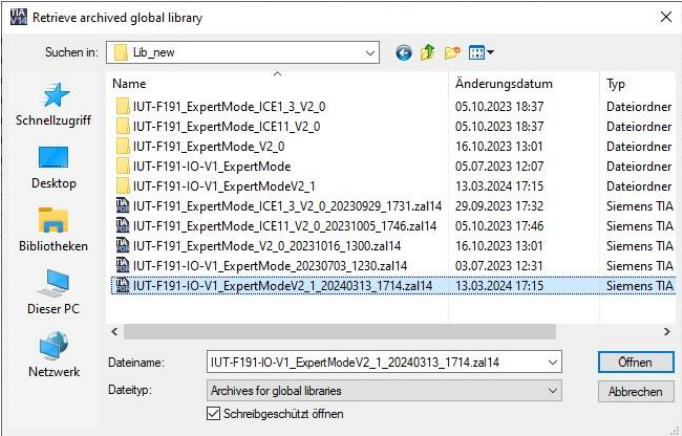 TIA V14 Retrieve archived global library
Suchen in: Lib_new
Name Änderungsdatum Typ
IUT-F191_ExpertMode_ICE1_3_V2_0 05.10.2023 18:37 Dateiordner
IUT-F191_ExpertMode_ICE11_V2_0 05.10.2023 18:37 Dateiordner
IUT-F191_ExpertMode_V2_0 16.10.2023 13:01 Dateiordner
IUT-F191-IO-V1_ExpertMode 05.07.2023 12:07 Dateiordner
IUT-F191-IO-V1_ExpertModeV2_1 13.03.2024 17:15 Dateiordner
IUT-F191_ExpertMode_ICE1_3_V2_0_20230929_1731.zal14 29.09.2023 17:32 Siemens TIA
IUT-F191_ExpertMode_ICE11_V2_0_20231005_1746.zal14 05.10.2023 17:46 Siemens TIA
IUT-F191_ExpertMode_V2_0_20231016_1300.zal14 16.10.2023 13:01 Siemens TIA
IUT-F191-IO-V1_ExpertMode_20230703_1230.zal14 03.07.2023 12:31 Siemens TIA
IUT-F191-IO-V1_ExpertModeV2_1_20240313_1714.zal14 13.03.2024 17:15 Siemens TIA
Schnellzugriff
Desktop
Bibliotheken
Dieser PC
Netzwerk
Dateiname: IUT-F191-IO-V1_ExpertModeV2_1_20240313_1714.zal14 Öffnen
Dateityp: Archives for global libraries Abbrechen
Schreibgeschützt öffnen